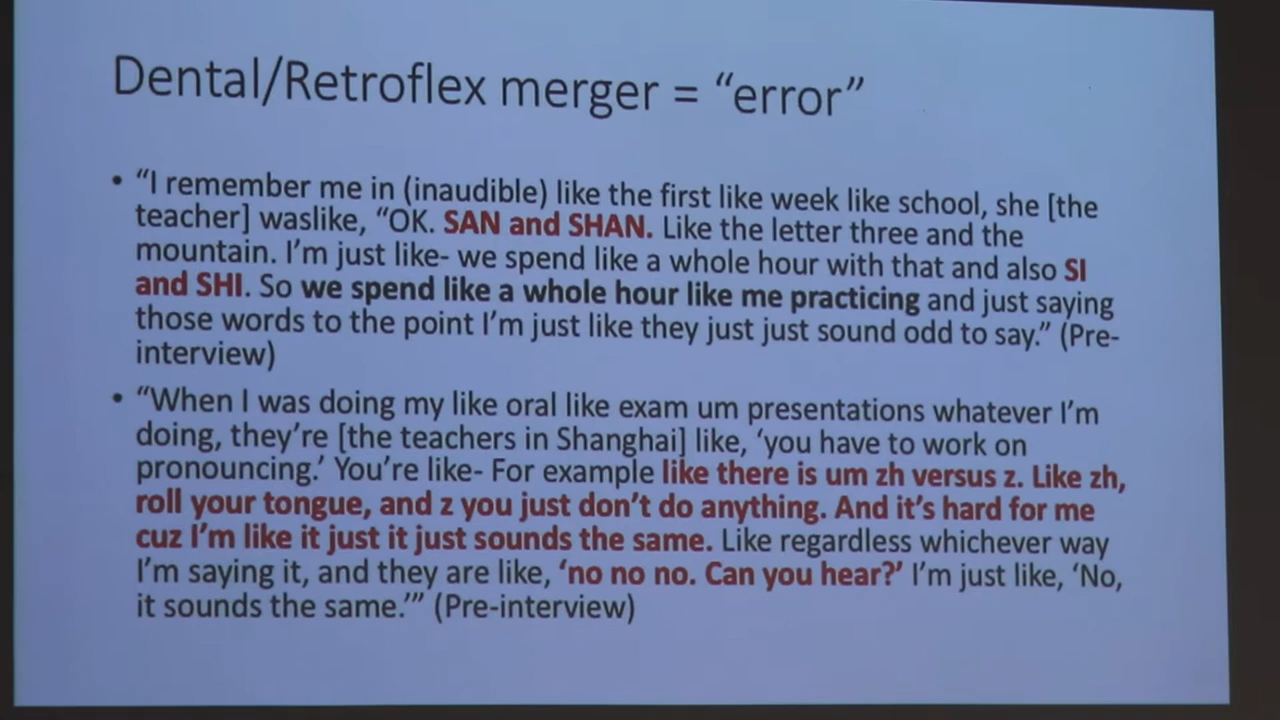 Dental/Retroflex merger = “error”
• “I remember me in (inaudible) like the first like week like school, she [the
teacher] waslike, “OK. SAN and SHAN. Like the letter three and the
mountain. I’m just like- we spend like a whole hour with that and also SI
and SHI. So we spend like a whole hour like me practicing and just saying
those words to the point I’m just like they just just sound odd to say.” (Pre-
interview)
• “When I was doing my like oral like exam um presentations whatever I’m
doing, they’re [the teachers in Shanghai] like, ‘you have to work on
pronouncing.’ You’re like- For example like there is um zh versus z. Like zh,
roll your tongue, and z you just don’t do anything. And it’s hard for me
cuz I’m like it just it just sounds the same. Like regardless whichever way
I’m saying it, and they are like, ‘no no no. Can you hear?’ I’m just like, ‘No,
it sounds the same.’” (Pre-interview)